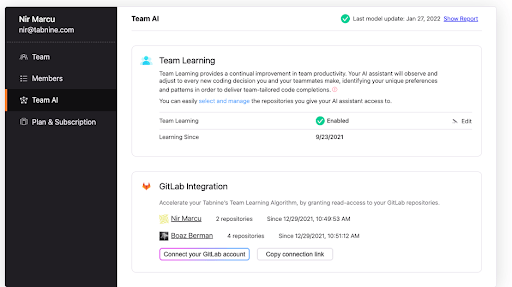 Nir Marcu
nir@tabnine.com
Team
Members
Team AI
Plan & Subscription
Team AI
Last model update: Jan 27, 2022 Show Report
Team Learning
Team Learning provides a continual improvement in team productivity. Your AI assistant will observe and
adjust to every new coding decision you and your teammates make, identifying your unique preferences
and patterns in order to deliver team-tailored code completions.
You can easily select and manage the repositories you give your AI assistant access to.
Team Learning Enabled Edit
Learning Since 9/23/2021
GitLab Integration
Accelerate your Tabnine's Team Learning Algorithm, by granting read-access to your GitLab repositories.
Nir Marcu 2 repositories Since 12/29/2021, 10:49:53 AM
Boaz Berman 4 repositories Since 12/29/2021, 10:51:12 AM
Connect your GitLab account Copy connection link